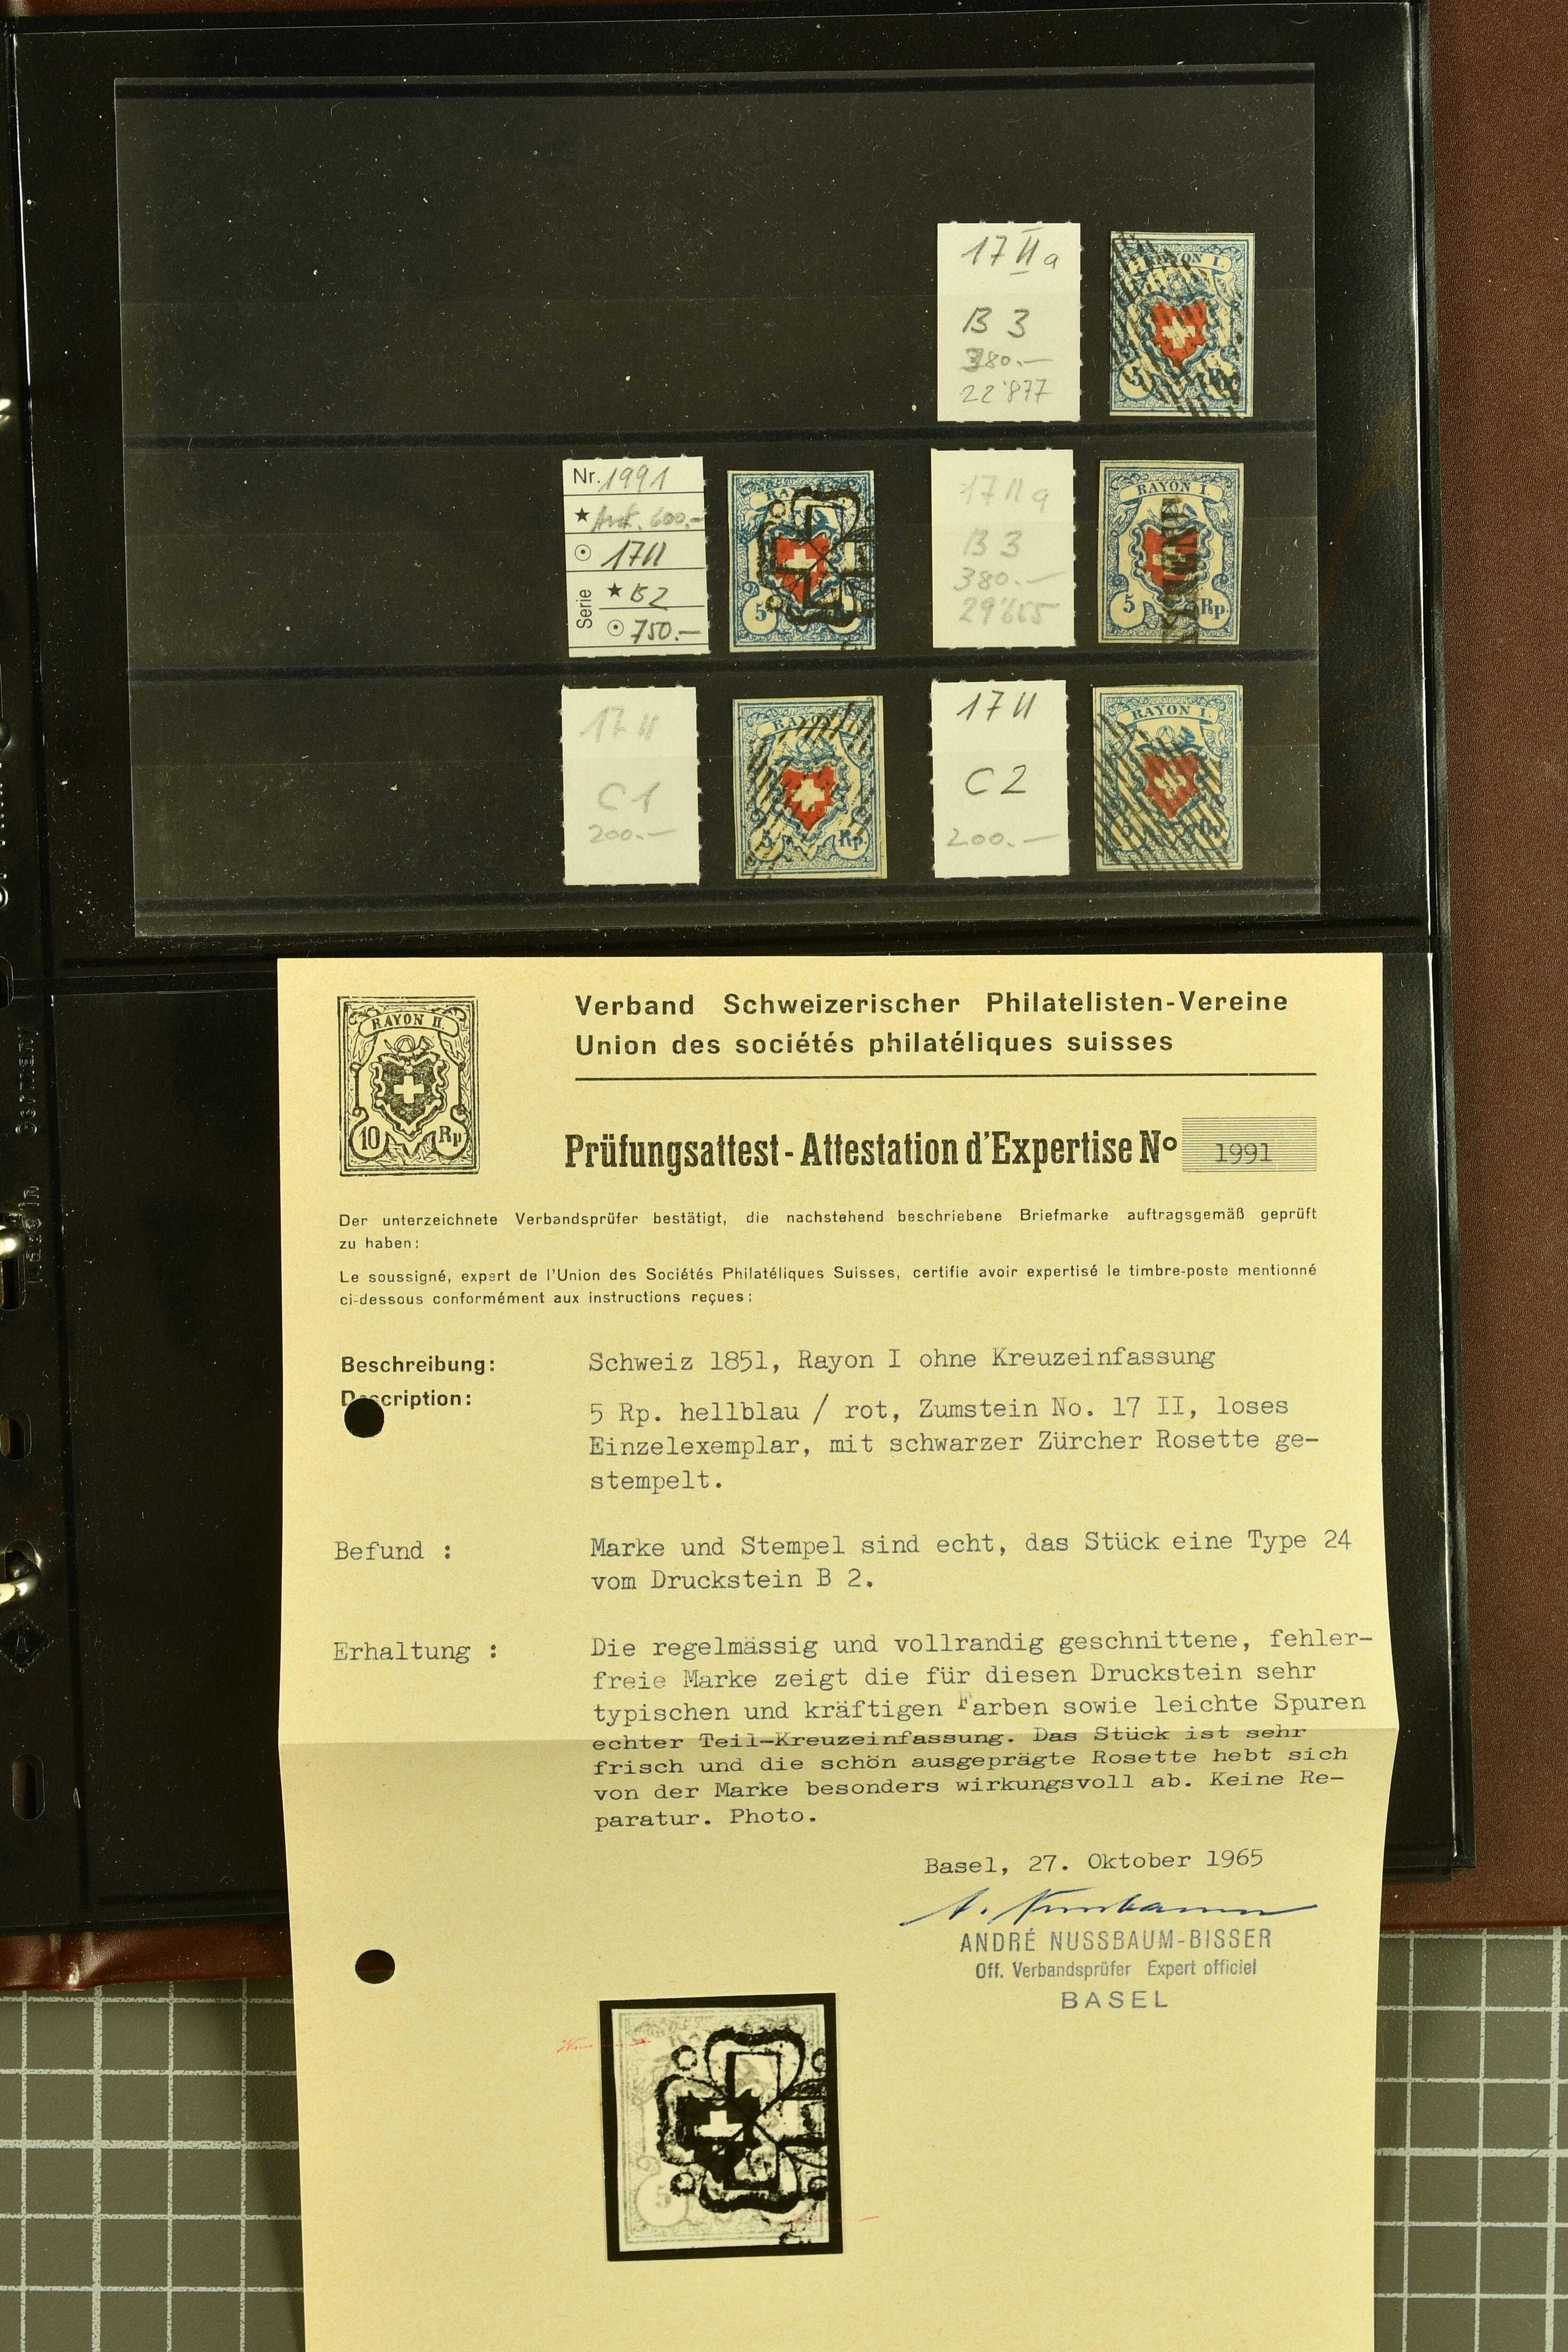 17 II a
B 3
380.—
22'877
RAYON I.
Nr. 1991
Ank. 600.—
17 II
Serie
B 2
750.—
5
17 II a
B 3
380.—
29'655
RAYON I.
5 Rp.
17 II
C 1
200.—
Rp.
17 II
C 2
200.—
RAYON I.
Verband Schweizerischer Philatelisten-Vereine
Union des sociétés philatéliques suisses
RAYON II.
10 Rp
Prüfungsattest - Attestation d'Expertise Nº 1991
Der unterzeichnete Verbandsprüfer bestätigt, die nachstehend beschriebene Briefmarke auftragsgemäß geprüft
zu haben:
Le soussigné, expert de l'Union des Sociétés Philatéliques Suisses, certifie avoir expertisé le timbre-poste mentionné
ci-dessous conformément aux instructions reçues:
Beschreibung: Schweiz 1851, Rayon I ohne Kreuzeinfassung
Description:
5 Rp. hellblau / rot, Zumstein No. 17 II, loses
Einzelexemplar, mit schwarzer Zürcher Rosette ge-
stempelt.
Befund : Marke und Stempel sind echt, das Stück eine Type 24
vom Druckstein B 2.
Erhaltung : Die regelmässig und vollrandig geschnittene, fehler-
freie Marke zeigt die für diesen Druckstein sehr
typischen und kräftigen Farben sowie leichte Spuren
echter Teil-Kreuzeinfassung. Das Stück ist sehr
frisch und die schön ausgeprägte Rosette hebt sich
von der Marke besonders wirkungsvoll ab. Keine Re-
paratur. Photo.
Basel, 27. Oktober 1965
A. Nussbaum
ANDRÉ NUSSBAUM-BISSER
Off. Verbandsprüfer Expert officiel
BASEL
5